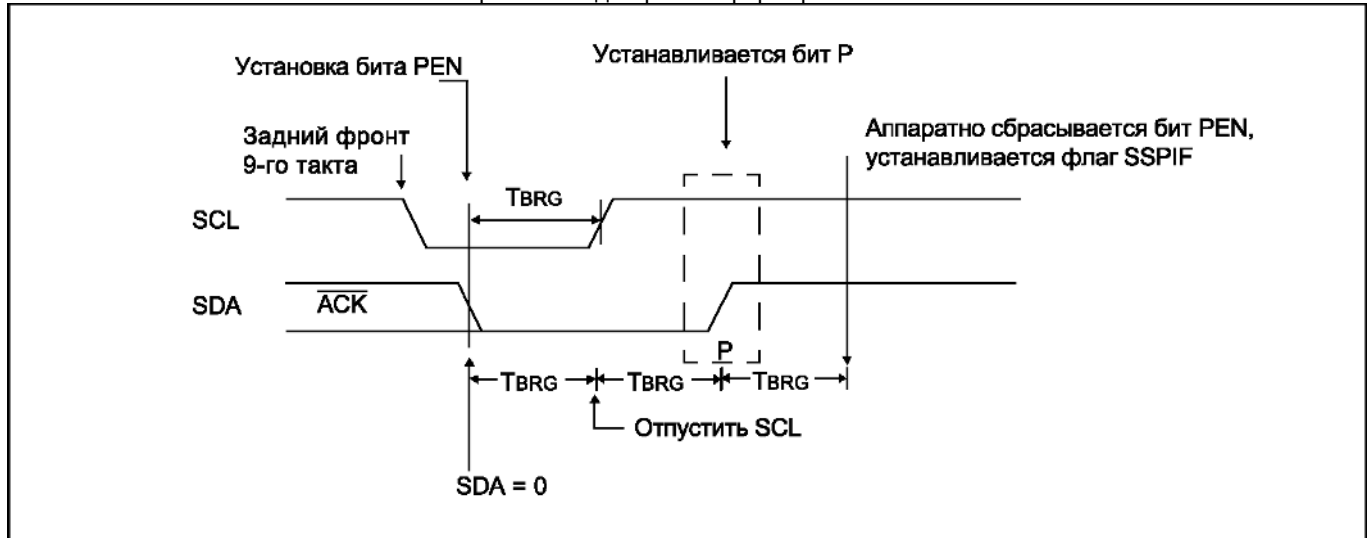 Установка бита PEN
Устанавливается бит P
Задний фронт
9-го такта
Аппаратно сбрасывается бит PEN,
устанавливается флаг SSPIF
TBRG
SCL
SDA
ACK
P
TBRG
TBRG
TBRG
Отпустить SCL
SDA = 0